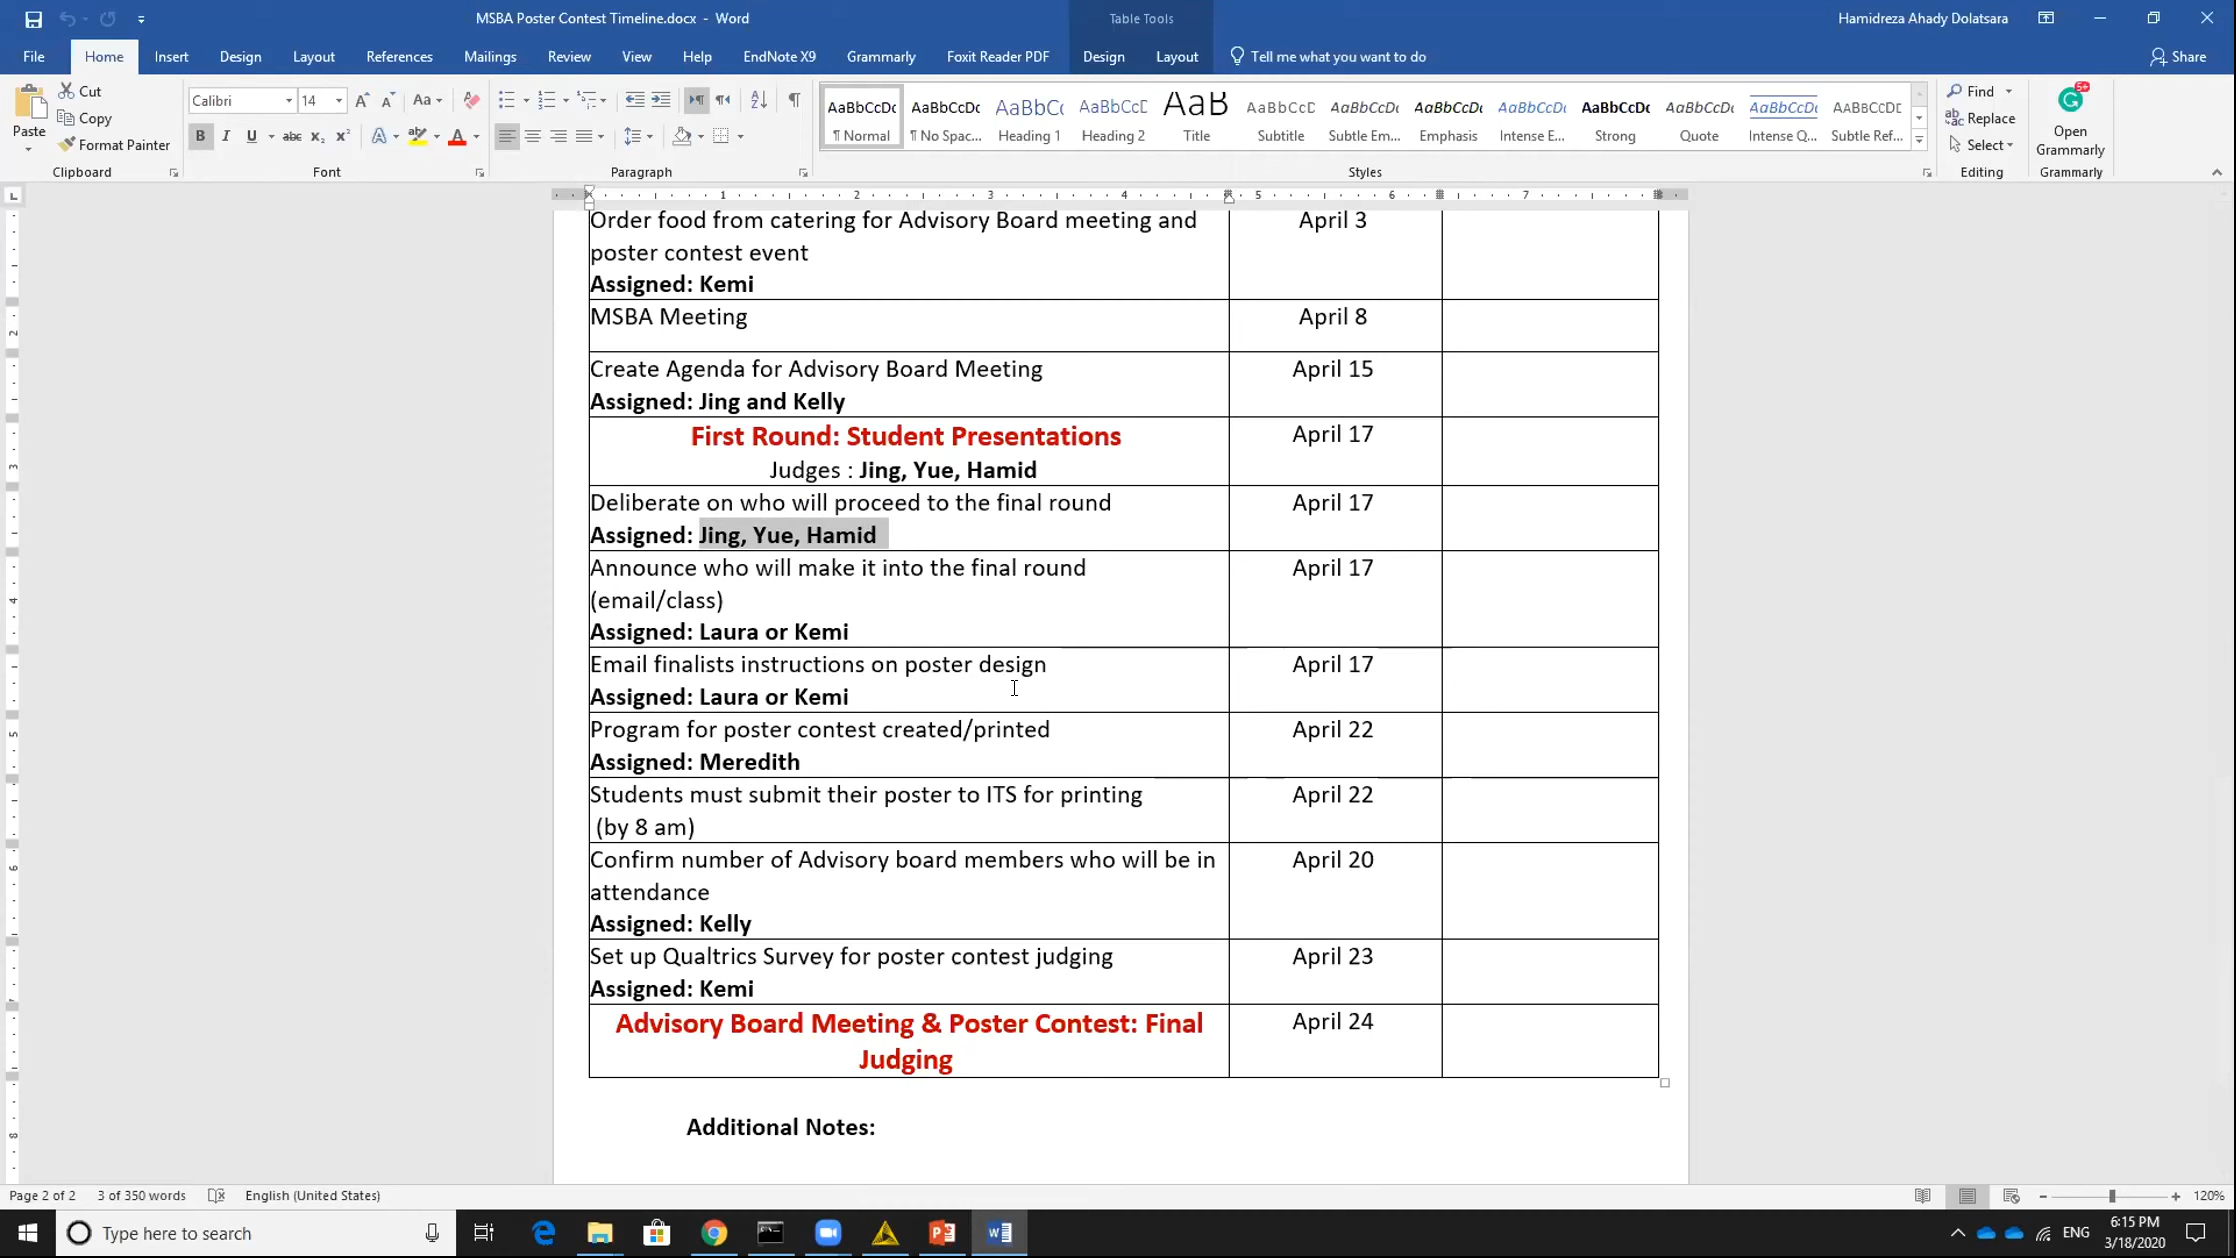 MSBA Poster Contest Timeline.docx - Word
Table Tools
Hamidreza Ahady Dolatsara
File Home Insert Design Layout References Mailings Review View Help EndNote X9 Grammarly Foxit Reader PDF Design Layout Tell me what you want to do Share
Paste
Cut
Copy
Format Painter
Clipboard
Calibri 14
Font
Paragraph
AaBbCcDc ¶ Normal
AaBbCcDc ¶ No Spac...
AaBbC( Heading 1
AaBbCcE Heading 2
AaB Title
AaBbCcD Subtitle
AaBbCcDc Subtle Em...
AaBbCcDc Emphasis
AaBbCcDc Intense E...
AaBbCcDc Strong
AaBbCcDc Quote
AaBbCcDc Intense Q...
AABBCCDC Subtle Ref...
Styles
Find
Replace
Select
Editing
5+
Open
Grammarly
Grammarly
1 2 3 4 5 6 7
Order food from catering for Advisory Board meeting and April 3
poster contest event
Assigned: Kemi
MSBA Meeting April 8
Create Agenda for Advisory Board Meeting April 15
Assigned: Jing and Kelly
First Round: Student Presentations April 17
Judges : Jing, Yue, Hamid
Deliberate on who will proceed to the final round April 17
Assigned: Jing, Yue, Hamid
Announce who will make it into the final round April 17
(email/class)
Assigned: Laura or Kemi
Email finalists instructions on poster design April 17
Assigned: Laura or Kemi
Program for poster contest created/printed April 22
Assigned: Meredith
Students must submit their poster to ITS for printing April 22
(by 8 am)
Confirm number of Advisory board members who will be in April 20
attendance
Assigned: Kelly
Set up Qualtrics Survey for poster contest judging April 23
Assigned: Kemi
Advisory Board Meeting & Poster Contest: Final April 24
Judging
Additional Notes:
Page 2 of 2 3 of 350 words English (United States) 120%
Type here to search
ENG
6:15 PM
3/18/2020